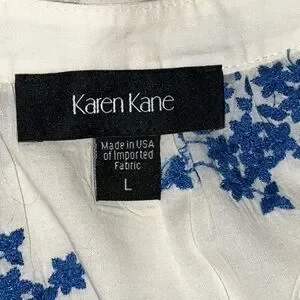 Karen Kane
Made in USA
of Imported
Fabric
L